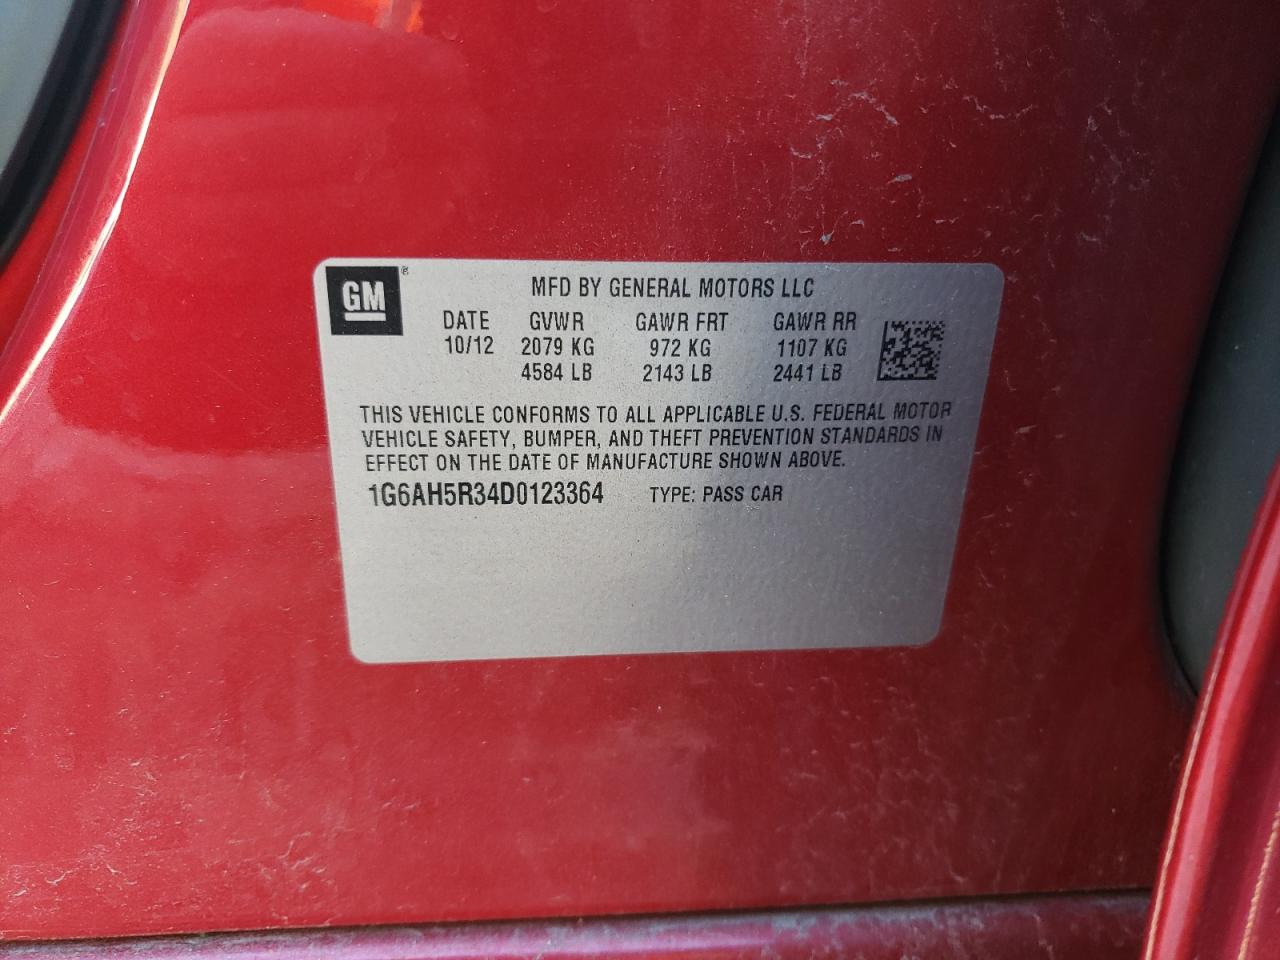 GM ®
MFD BY GENERAL MOTORS LLC
DATE GVWR GAWR FRT GAWR RR
10/12 2079 KG 972 KG 1107 KG
4584 LB 2143 LB 2441 LB
THIS VEHICLE CONFORMS TO ALL APPLICABLE U.S. FEDERAL MOTOR
VEHICLE SAFETY, BUMPER, AND THEFT PREVENTION STANDARDS IN
EFFECT ON THE DATE OF MANUFACTURE SHOWN ABOVE.
1G6AH5R34D0123364 TYPE: PASS CAR